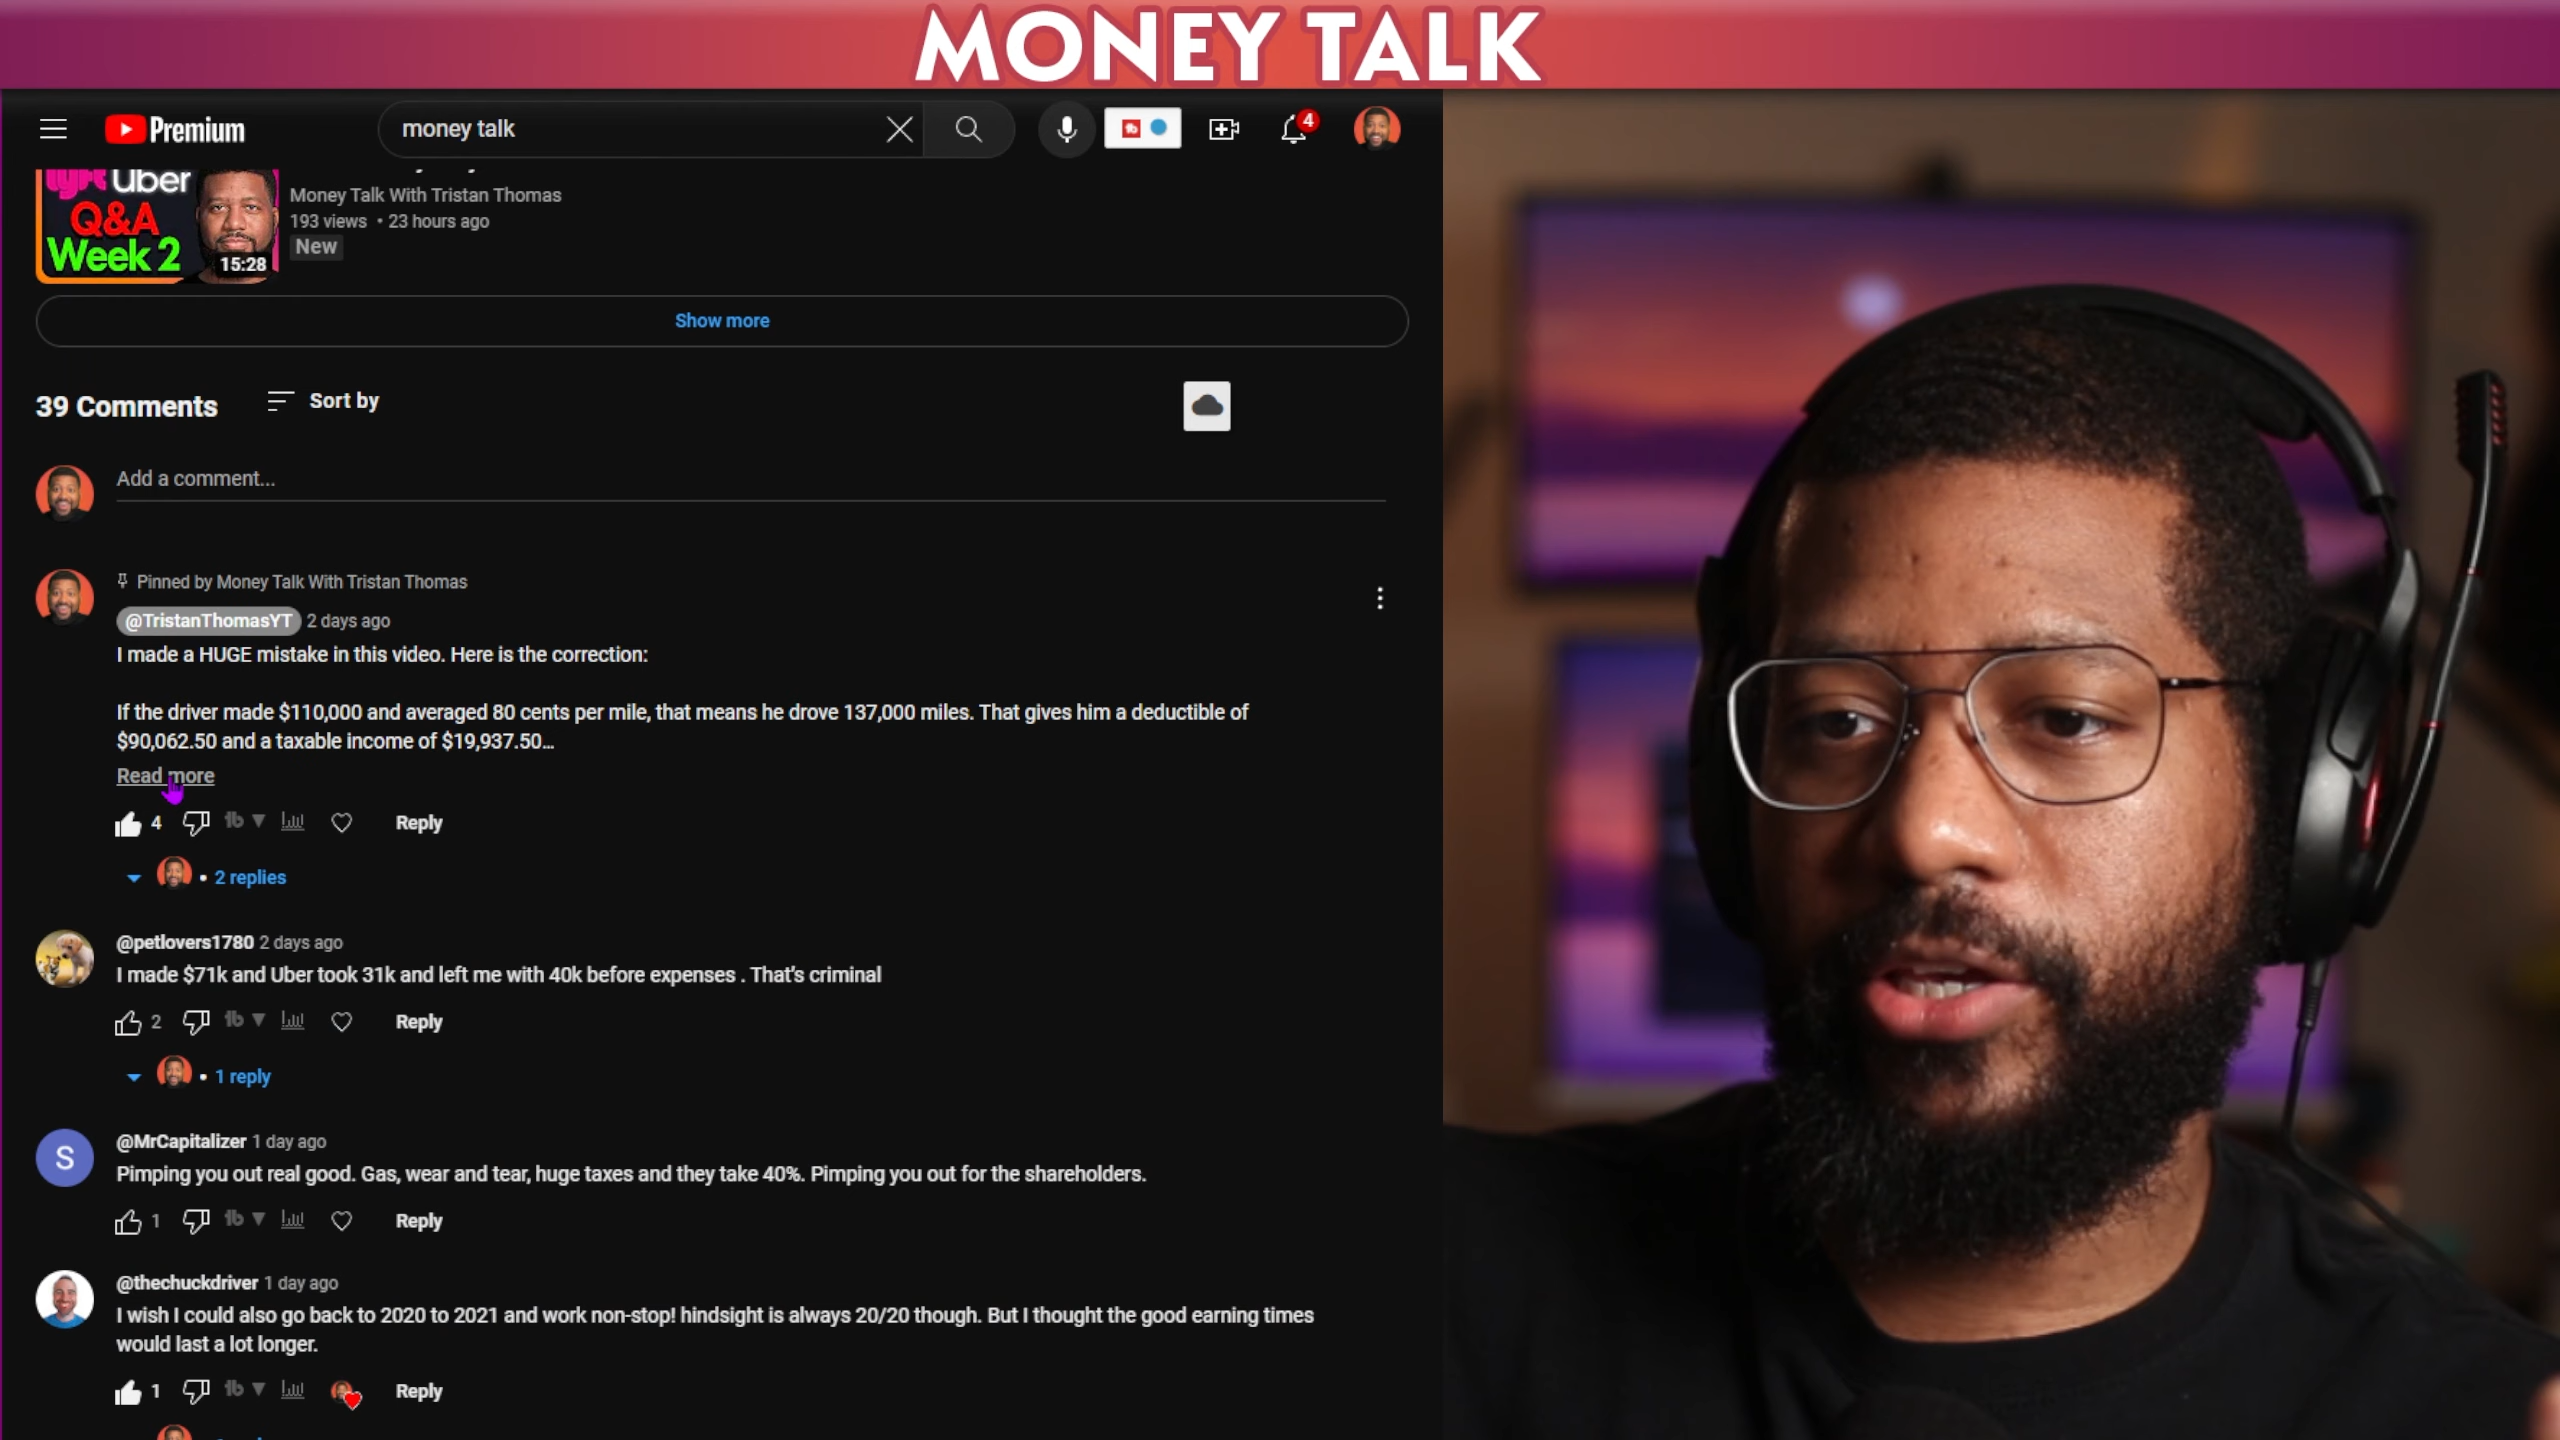 MONEY TALK
Premium
money talk
4
Lyft Uber
Q&A
Week 2
15:28
Money Talk With Tristan Thomas
193 views • 23 hours ago
New
Show more
39 Comments
Sort by
Add a comment...
Pinned by Money Talk With Tristan Thomas
@TristanThomasYT 2 days ago
I made a HUGE mistake in this video. Here is the correction:
If the driver made $110,000 and averaged 80 cents per mile, that means he drove 137,000 miles. That gives him a deductible of
$90,062.50 and a taxable income of $19,937.50...
Read more
4
Reply
• 2 replies
@petlovers1780 2 days ago
I made $71k and Uber took 31k and left me with 40k before expenses . That's criminal
2
Reply
• 1 reply
S
@MrCapitalizer 1 day ago
Pimping you out real good. Gas, wear and tear, huge taxes and they take 40%. Pimping you out for the shareholders.
1
Reply
@thechuckdriver 1 day ago
I wish I could also go back to 2020 to 2021 and work non-stop! hindsight is always 20/20 though. But I thought the good earning times
would last a lot longer.
1
Reply